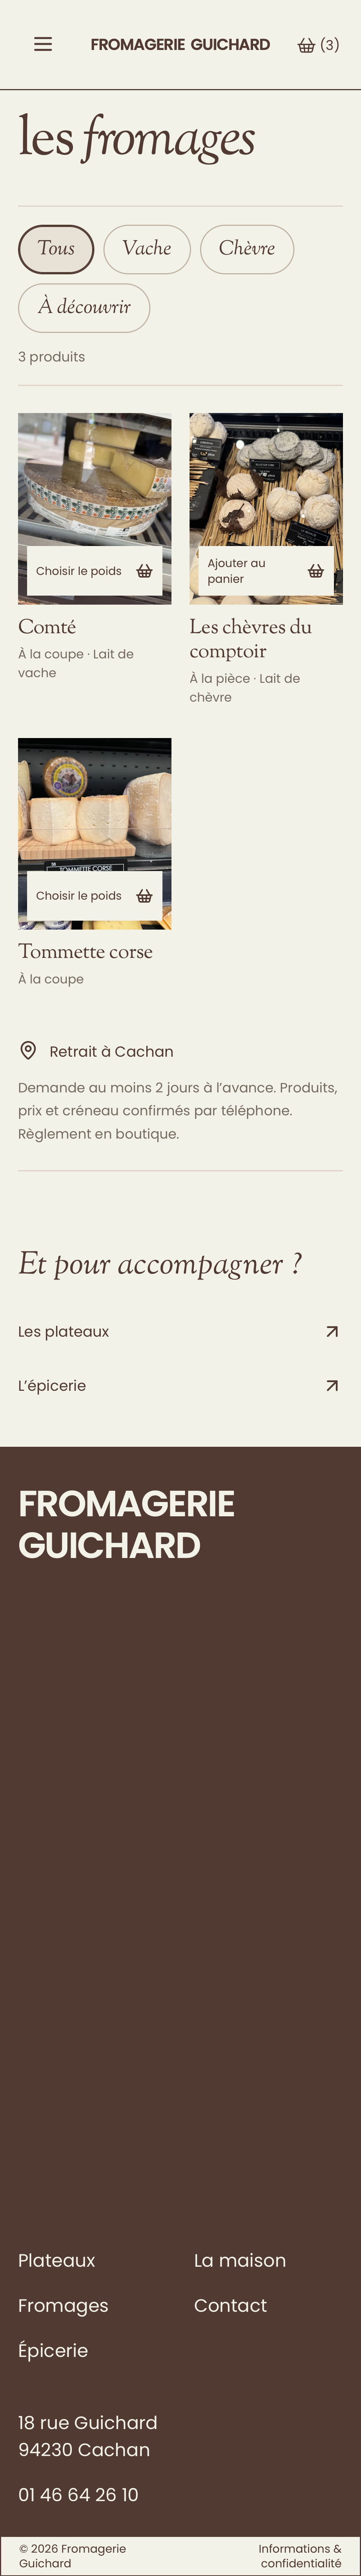 FROMAGERIE GUICHARD
(3)
les fromages
Tous
Vache
Chèvre
À découvrir
3 produits
Choisir le poids
Comté
À la coupe · Lait de
vache
Ajouter au
panier
Les chèvres du
comptoir
À la pièce · Lait de
chèvre
TOMMETTE CORSE
Choisir le poids
Tommette corse
À la coupe
Retrait à Cachan
Demande au moins 2 jours à l’avance. Produits,
prix et créneau confirmés par téléphone.
Règlement en boutique.
Et pour accompagner ?
Les plateaux
L’épicerie
FROMAGERIE
GUICHARD
Plateaux
La maison
Fromages
Contact
Épicerie
18 rue Guichard
94230 Cachan
01 46 64 26 10
© 2026 Fromagerie
Guichard
Informations &
confidentialité